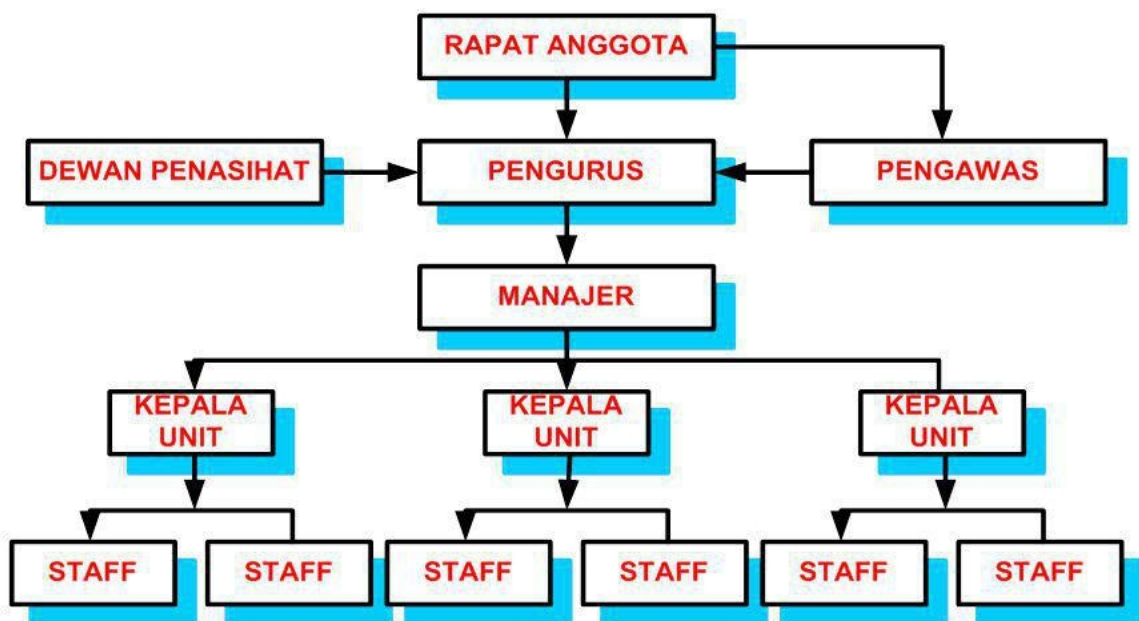 RAPAT ANGGOTA
DEWAN PENASIHAT
PENGURUS
PENGAWAS
MANAJER
KEPALA
UNIT
KEPALA
UNIT
KEPALA
UNIT
STAFF
STAFF
STAFF
STAFF
STAFF
STAFF